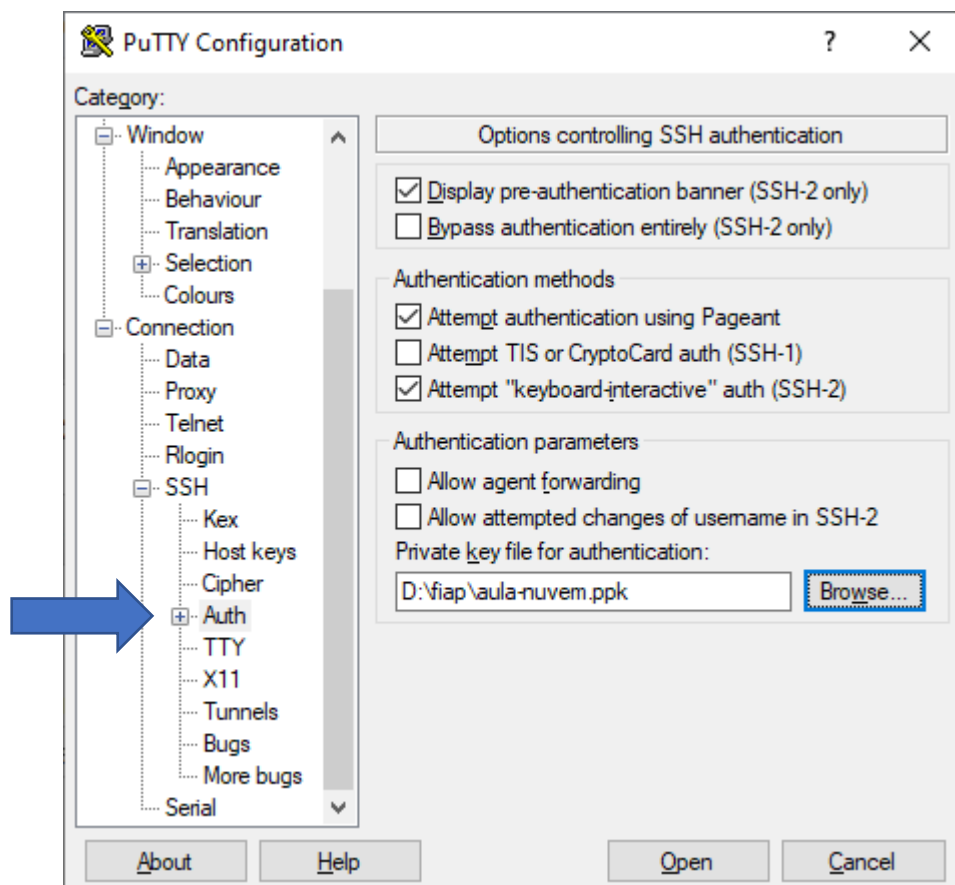 PuTTY Configuration
?
Category:
Window
Appearance
Behaviour
Translation
Selection
Colours
Connection
Data
Proxy
Telnet
Rlogin
SSH
Kex
Host keys
Cipher
Auth
TTY
X11
Tunnels
Bugs
More bugs
Serial
Options controlling SSH authentication
Display pre-authentication banner (SSH-2 only)
Bypass authentication entirely (SSH-2 only)
Authentication methods
Attempt authentication using Pageant
Attempt TIS or CryptoCard auth (SSH-1)
Attempt "keyboard-interactive" auth (SSH-2)
Authentication parameters
Allow agent forwarding
Allow attempted changes of username in SSH-2
Private key file for authentication:
D:\fiap\aula-nuvem.ppk
Browse...
About
Help
Open
Cancel